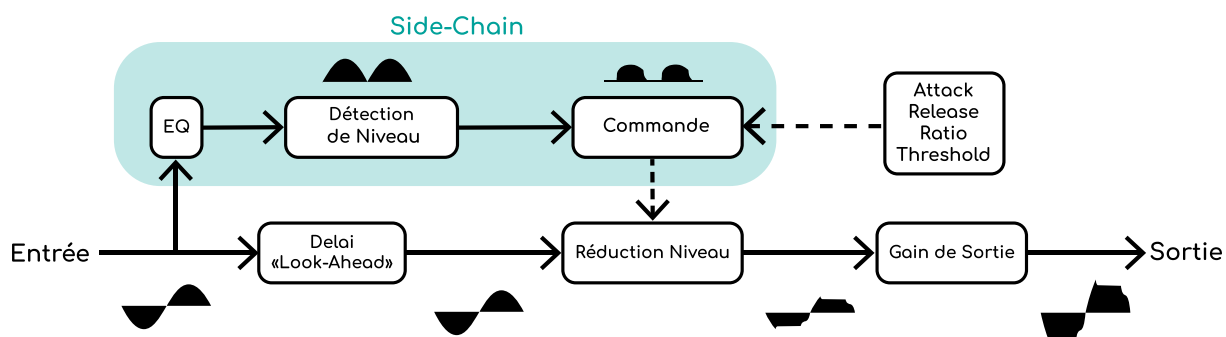 Side-Chain
EQ
Détection
de Niveau
Commande
Attack
Release
Ratio
Threshold
Entrée
Delai
«Look-Ahead»
Réduction Niveau
Gain de Sortie
Sortie